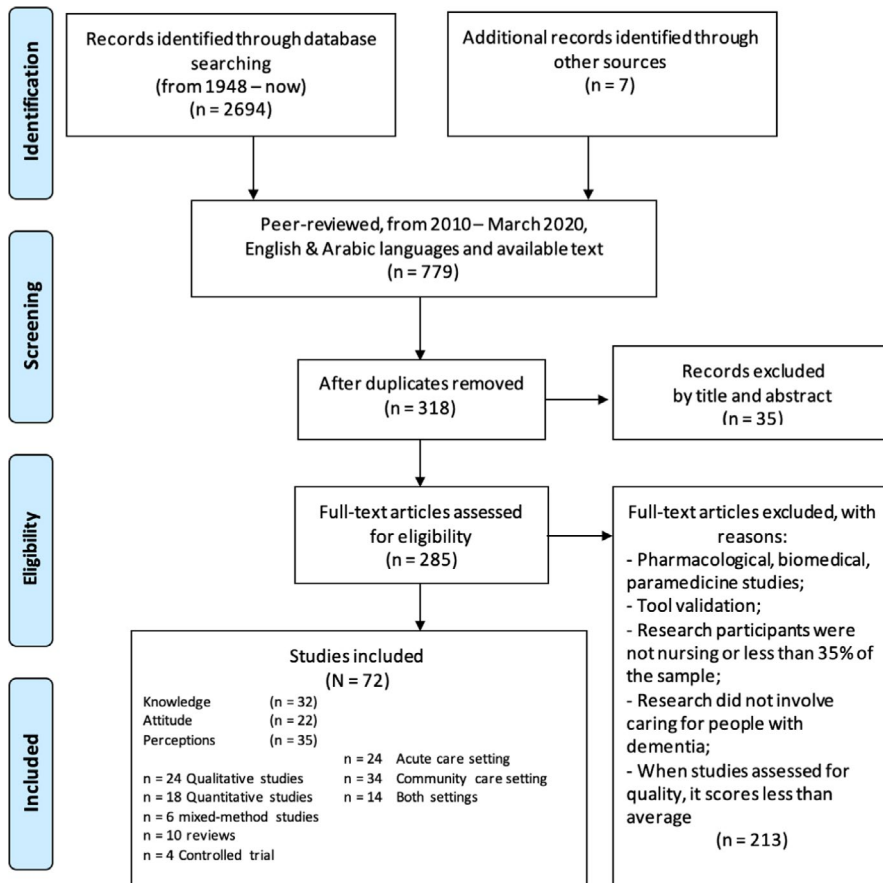 Identification
Records identified through database
searching
(from 1948 – now)
(n = 2694)
Additional records identified through
other sources
(n = 7)
Screening
Peer-reviewed, from 2010 – March 2020,
English & Arabic languages and available text
(n = 779)
After duplicates removed
(n = 318)
Records excluded
by title and abstract
(n = 35)
Eligibility
Full-text articles assessed
for eligibility
(n = 285)
Full-text articles excluded, with
reasons:
- Pharmacological, biomedical,
paramedicine studies;
- Tool validation;
- Research participants were
not nursing or less than 35% of
the sample;
- Research did not involve
caring for people with
dementia;
- When studies assessed for
quality, it scores less than
average
(n = 213)
Included
Studies included
(N = 72)
Knowledge (n = 32)
Attitude (n = 22)
Perceptions (n = 35)
n = 24 Qualitative studies
n = 18 Quantitative studies
n = 6 mixed-method studies
n = 10 reviews
n = 4 Controlled trial
n = 24 Acute care setting
n = 34 Community care setting
n = 14 Both settings